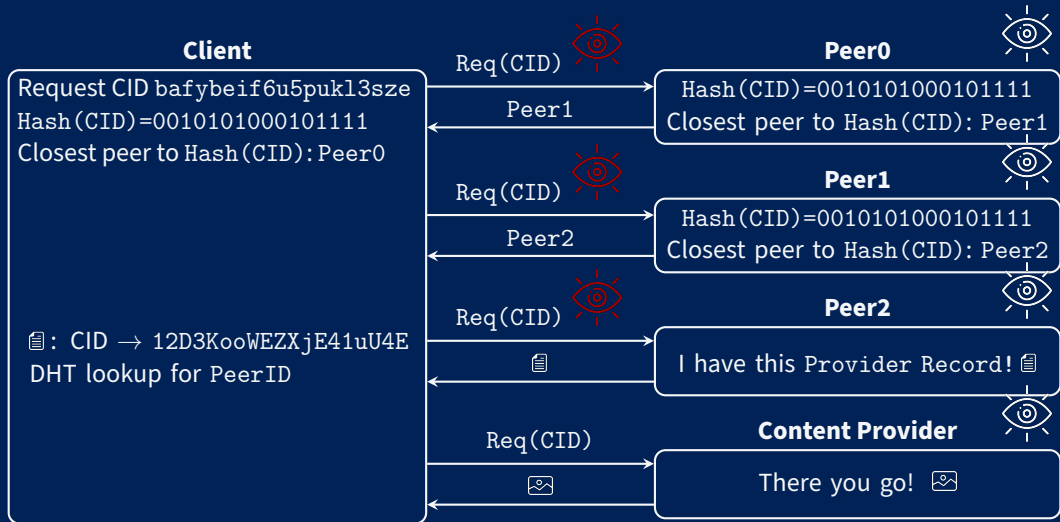 Client
Request CID bafybeif6u5pukl3sze
Hash(CID)=0010101000101111
Closest peer to Hash(CID):Peer0
Req(CID)
Peer1
Peer0
Hash(CID)=0010101000101111
Closest peer to Hash(CID): Peer1
Req(CID)
Peer2
Peer1
Hash(CID)=0010101000101111
Closest peer to Hash(CID): Peer2
: CID → 12D3KooWEZXjE41uU4E
DHT lookup for PeerID
Req(CID)
Peer2
I have this Provider Record!
Req(CID)
Content Provider
There you go!